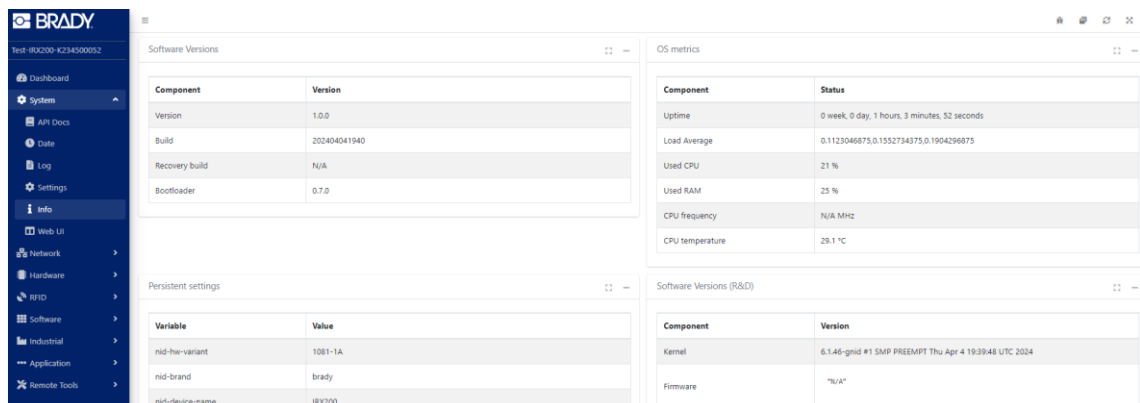 BRADY
Test-IRX200-K234500052
Dashboard
System
API Docs
Date
Log
Settings
Info
Web UI
Network
Hardware
RFID
Software
Industrial
Application
Remote Tools
Software Versions
Component Version
Version 1.0.0
Build 202404041940
Recovery build N/A
Bootloader 0.7.0
OS metrics
Component Status
Uptime 0 week, 0 day, 1 hours, 3 minutes, 52 seconds
Load Average 0.1123046875,0.1552734375,0.1904296875
Used CPU 21 %
Used RAM 25 %
CPU frequency N/A MHz
CPU temperature 29.1 °C
Persistent settings
Variable Value
nid-hw-variant 1081-1A
nid-brand brady
nid-device-name IRX200
Software Versions (R&D)
Component Version
Kernel 6.1.46-gnid #1 SMP PREEMPT Thu Apr 4 19:39:48 UTC 2024
Firmware "N/A"